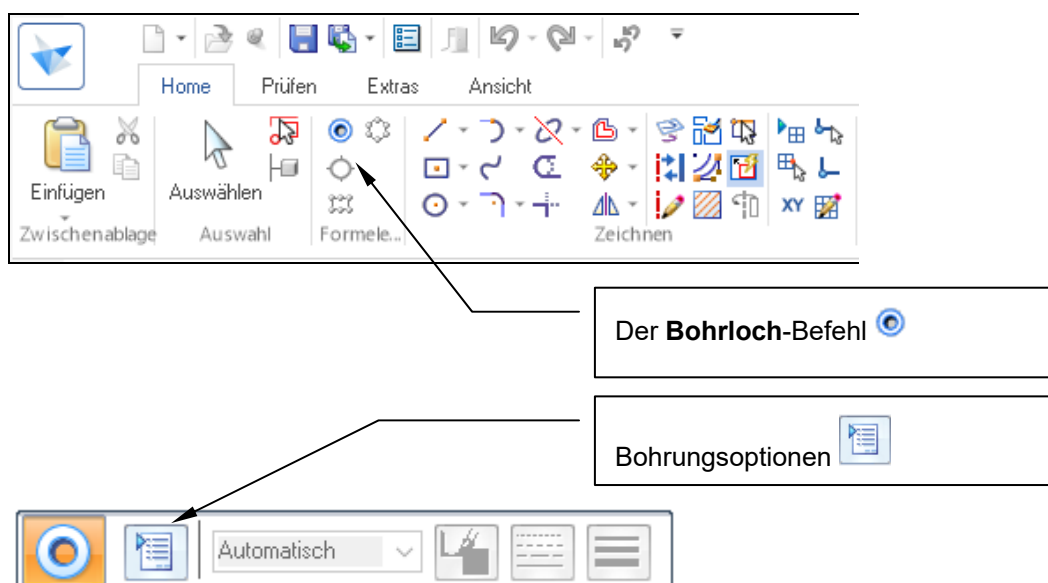 Home Prüfen Extras Ansicht
Einfügen Auswählen XY
Zwischenablage Auswahl Formele... Zeichnen
Der Bohrloch-Befehl
Bohrungsoptionen
Automatisch